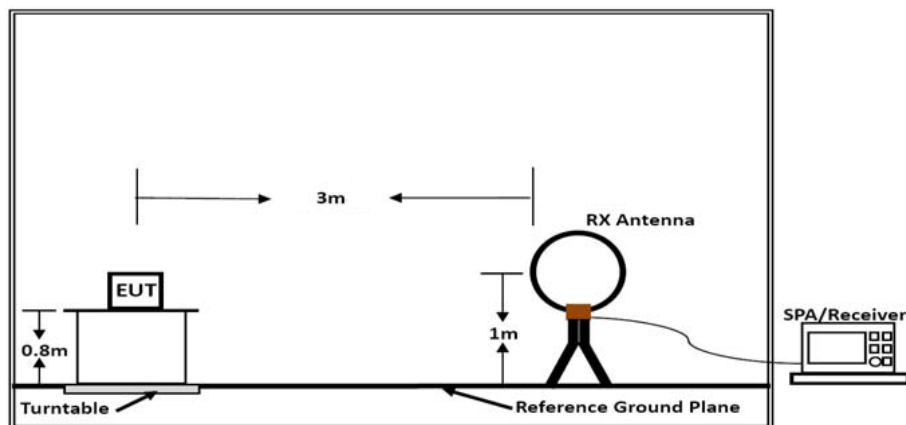 3m
RX Antenna
EUT
SPA/Receiver
0.8m
1m
Turntable
Reference Ground Plane